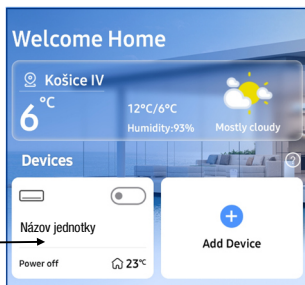 Welcome Home
Košice IV
6°C
12°C/6°C
Humidity:93%
Mostly cloudy
Devices
Názov jednotky
Power off
23°C
Add Device